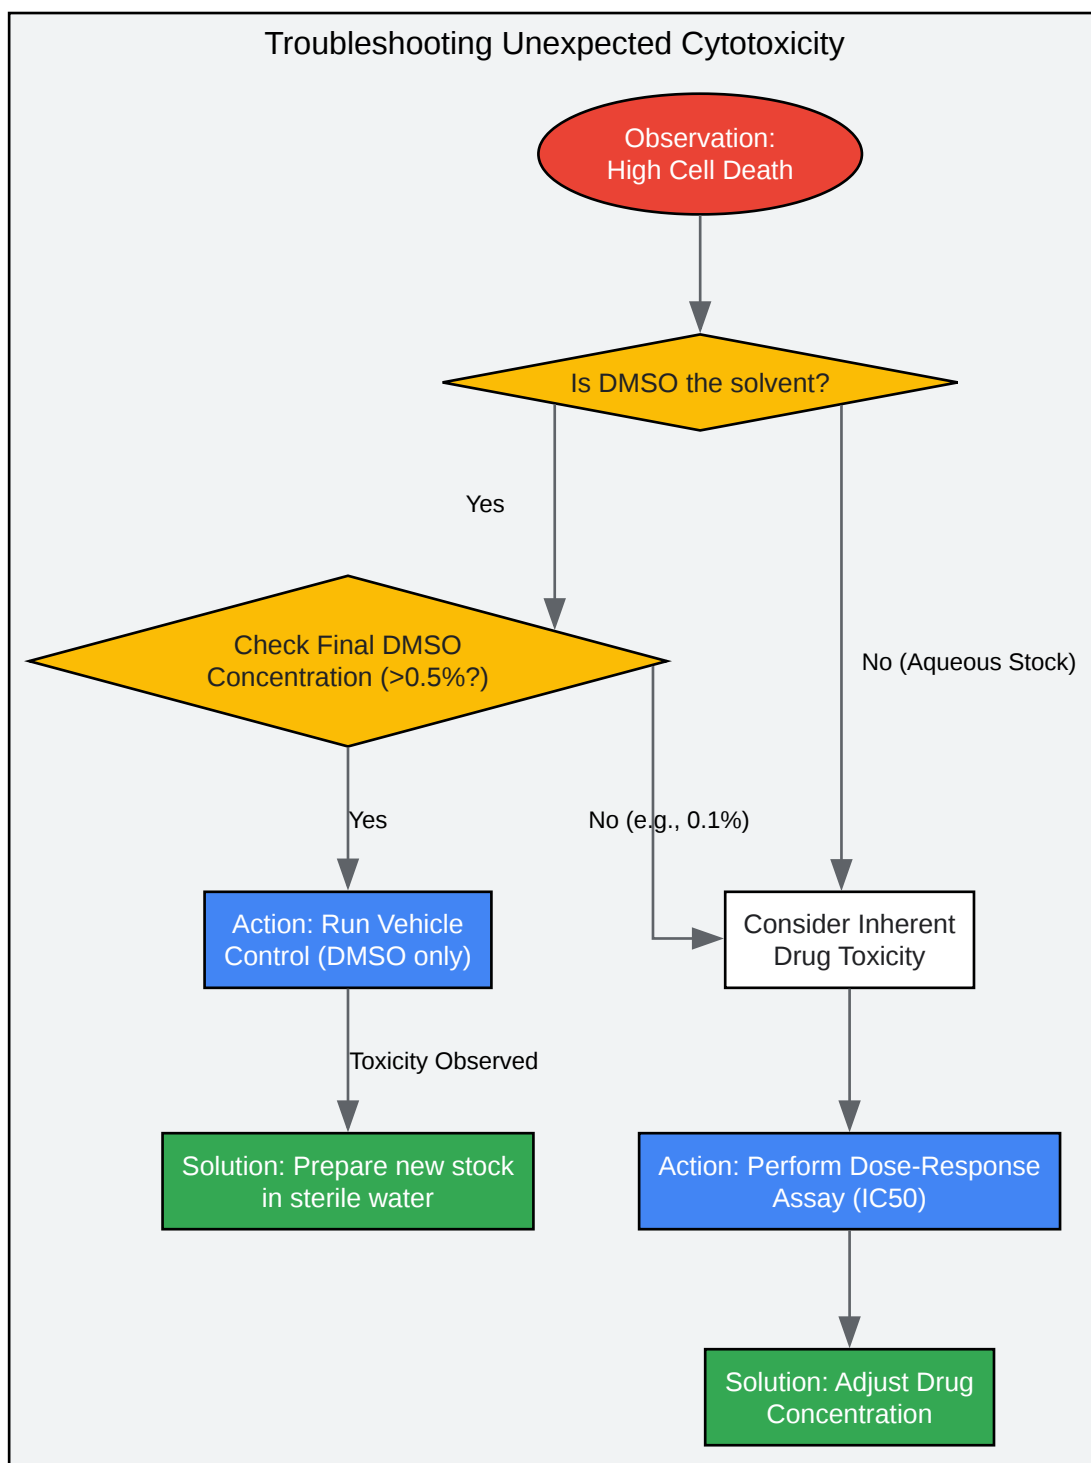 Troubleshooting Unexpected Cytotoxicity
Observation:
High Cell Death
Is DMSO the solvent?
Yes
No (Aqueous Stock)
Check Final DMSO
Concentration (>0.5%?)
Yes
No (e.g., 0.1%)
Action: Run Vehicle
Control (DMSO only)
Consider Inherent
Drug Toxicity
Toxicity Observed
Solution: Prepare new stock
in sterile water
Action: Perform Dose-Response
Assay (IC50)
Solution: Adjust Drug
Concentration